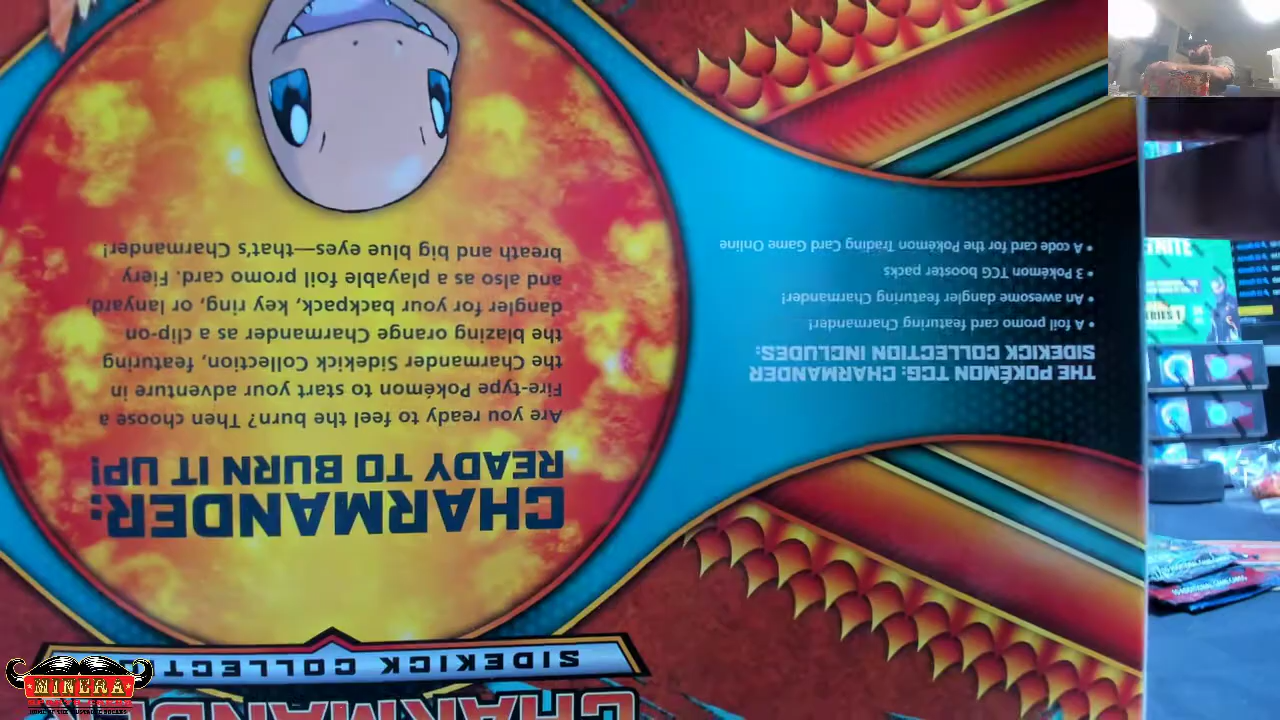 CHARMANDER
SIDEKICK COLLECT
CHARMANDER:
READY TO BURN IT UP!
Are you ready to feel the burn? Then choose a
Fire-type Pokémon to start your adventure in
the Charmander Sidekick Collection, featuring
the blazing orange Charmander as a clip-on
dangler for your backpack, key ring, or lanyard,
and also as a playable foil promo card. Fiery
breath and big blue eyes—that's Charmander!
THE POKÉMON TCG: CHARMANDER
SIDEKICK COLLECTION INCLUDES:
• A foil promo card featuring Charmander!
• An awesome dangler featuring Charmander!
• 3 Pokémon TCG booster packs
• A code card for the Pokémon Trading Card Game Online
MINERA